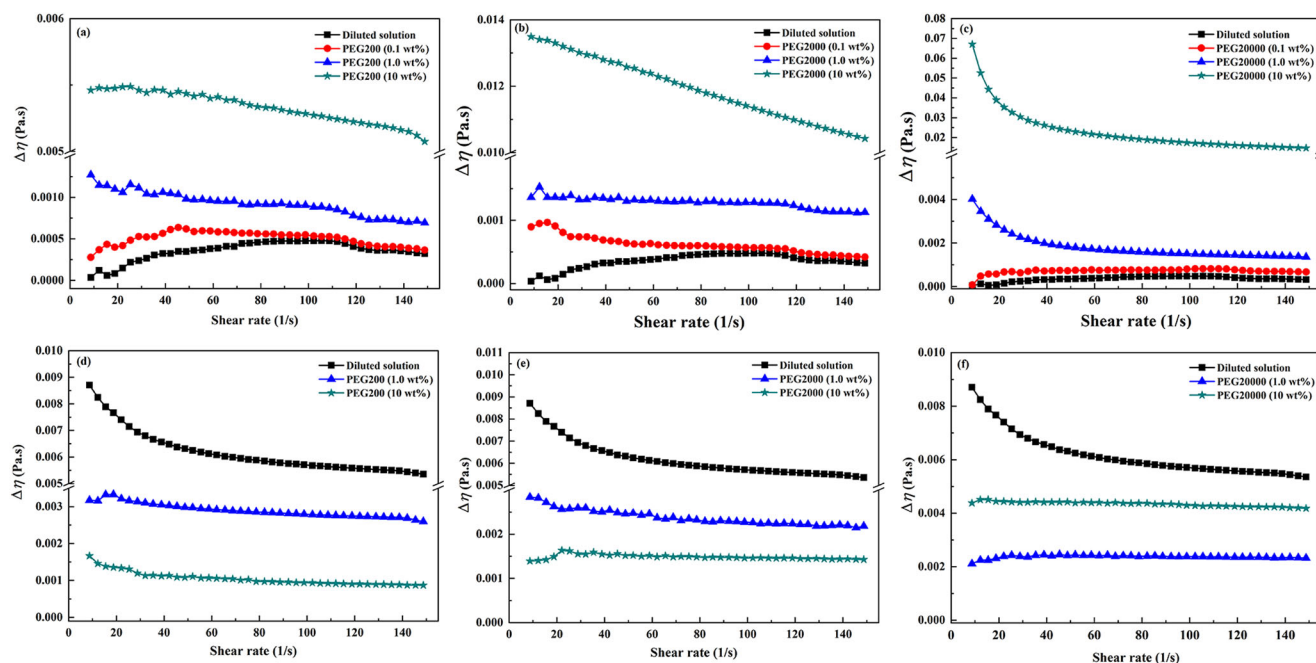 (a)
Diluted solution
PEG200 (0.1 wt%)
PEG200 (1.0 wt%)
PEG200 (10 wt%)
0.006
0.005
0.0010
0.0005
0.0000
Δη (Pa.s)
0 20 40 60 80 100 120 140
Shear rate (1/s)
(b)
Diluted solution
PEG2000 (0.1 wt%)
PEG2000 (1.0 wt%)
PEG2000 (10 wt%)
0.014
0.012
0.010
0.001
0.000
Δη (Pa.s)
0 20 40 60 80 100 120 140
Shear rate (1/s)
(c)
Diluted solution
PEG20000 (0.1 wt%)
PEG20000 (1.0 wt%)
PEG20000 (10 wt%)
0.08
0.07
0.06
0.05
0.04
0.03
0.02
0.004
0.002
0.000
Δη (Pa.s)
0 20 40 60 80 100 120 140
Shear rate (1/s)
(d)
Diluted solution
PEG200 (1.0 wt%)
PEG200 (10 wt%)
0.010
0.009
0.008
0.007
0.006
0.005
0.003
0.002
0.001
0.000
Δη (Pa.s)
0 20 40 60 80 100 120 140
Shear rate (1/s)
(e)
Diluted solution
PEG2000 (1.0 wt%)
PEG2000 (10 wt%)
0.011
0.010
0.009
0.008
0.007
0.006
0.005
0.002
0.001
0.000
Δη (Pa.s)
0 20 40 60 80 100 120 140
Shear rate (1/s)
(f)
Diluted solution
PEG20000 (1.0 wt%)
PEG20000 (10 wt%)
0.010
0.008
0.006
0.004
0.002
0.000
Δη (Pa.s)
0 20 40 60 80 100 120 140
Shear rate (1/s)